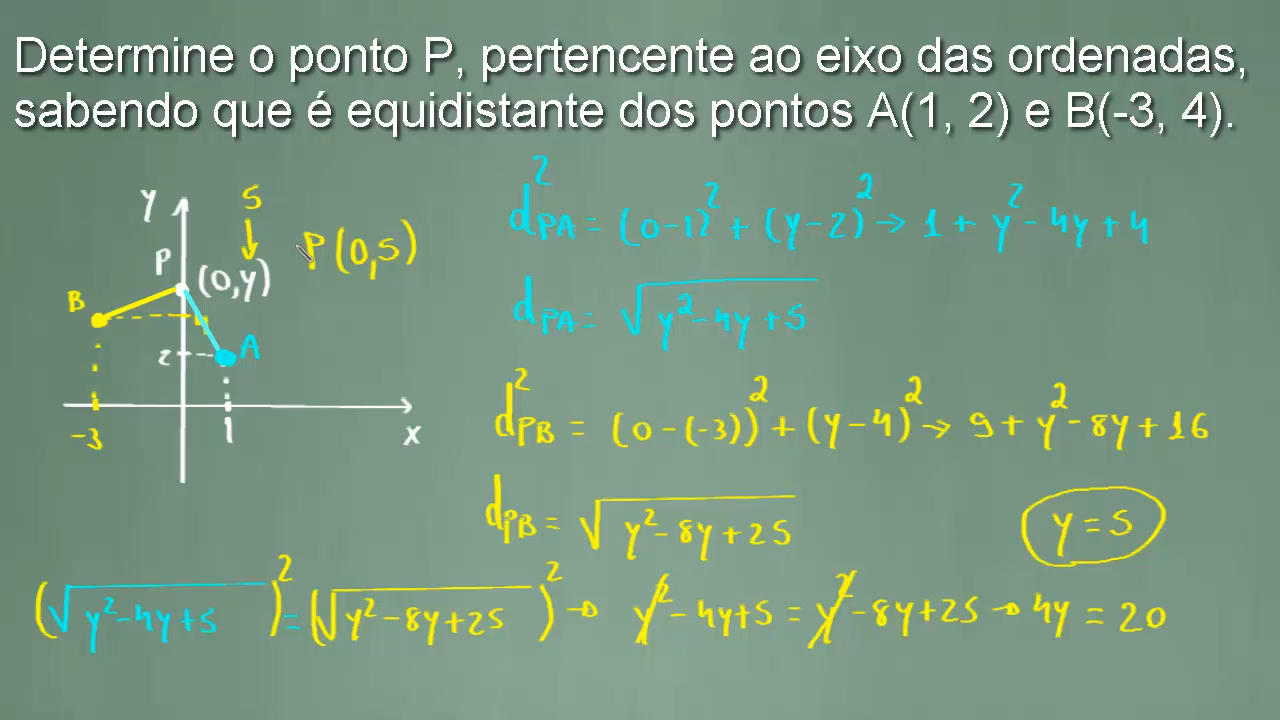 Determine o ponto P, pertencente ao eixo das ordenadas,
sabendo que é equidistante dos pontos A(1, 2) e B(-3, 4).
y
5
P
(0,y)
P(0,5)
B
4
A
2
-3
1
x
d²PA = (0-1)² + (y-2)² → 1 + y² - 4y + 4
dPA = √y² - 4y + 5
d²PB = (0-(-3))² + (y-4)² → 9 + y² - 8y + 16
dPB = √y² - 8y + 25
y = 5
(√y²-4y+5)² = (√y²-8y+25)² → y² - 4y+5 = y² - 8y+25 → 4y = 20